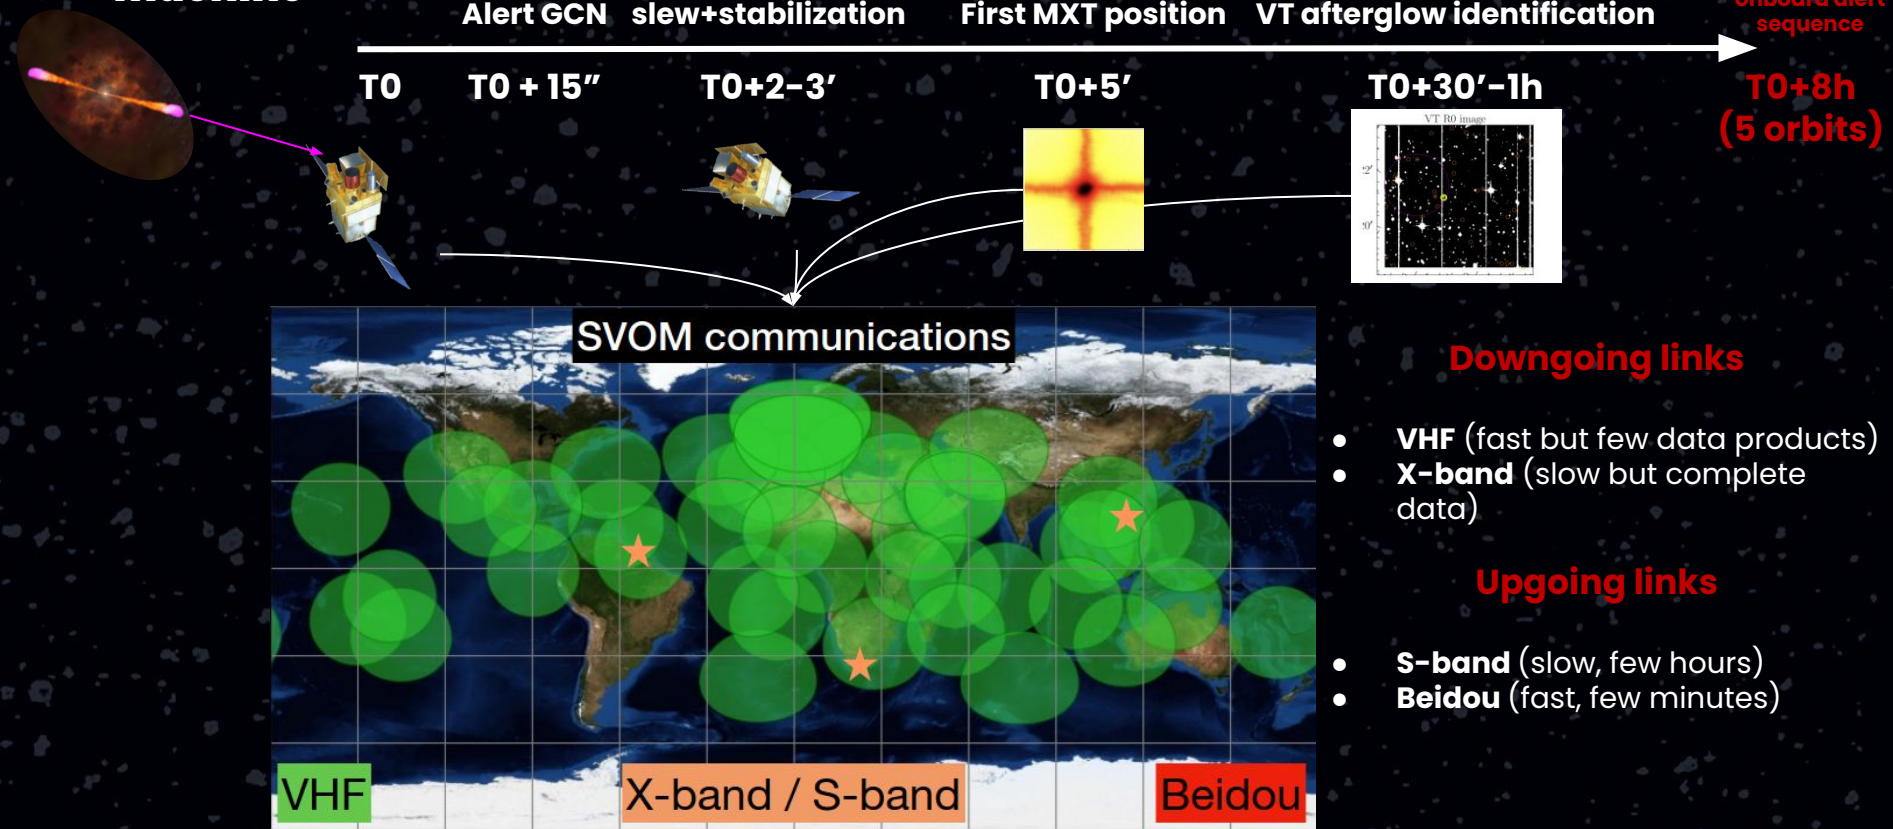 Alert GCN slew+stabilization First MXT position VT afterglow identification
onboard alert
sequence
T0 T0 + 15” T0+2-3’ T0+5’ T0+30’-1h T0+8h
(5 orbits)
VT R0 image
SVOM communications
Downgoing links
● VHF (fast but few data products)
● X-band (slow but complete
data)
Upgoing links
● S-band (slow, few hours)
● Beidou (fast, few minutes)
VHF X-band / S-band Beidou